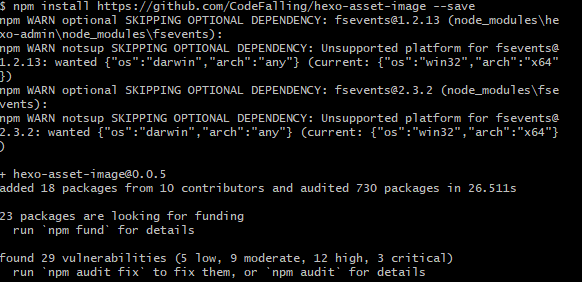 $ npm install https://github.com/CodeFalling/hexo-asset-image --save
npm WARN optional SKIPPING OPTIONAL DEPENDENCY: fsevents@1.2.13 (node_modules\he
xo-admin\node_modules\fsevents):
npm WARN notsup SKIPPING OPTIONAL DEPENDENCY: Unsupported platform for fsevents@
1.2.13: wanted {"os":"darwin","arch":"any"} (current: {"os":"win32","arch":"x64"
})
npm WARN optional SKIPPING OPTIONAL DEPENDENCY: fsevents@2.3.2 (node_modules\fse
vents):
npm WARN notsup SKIPPING OPTIONAL DEPENDENCY: Unsupported platform for fsevents@
2.3.2: wanted {"os":"darwin","arch":"any"} (current: {"os":"win32","arch":"x64"}
)
+ hexo-asset-image@0.0.5
added 18 packages from 10 contributors and audited 730 packages in 26.511s
23 packages are looking for funding
run `npm fund` for details
found 29 vulnerabilities (5 low, 9 moderate, 12 high, 3 critical)
run `npm audit fix` to fix them, or `npm audit` for details